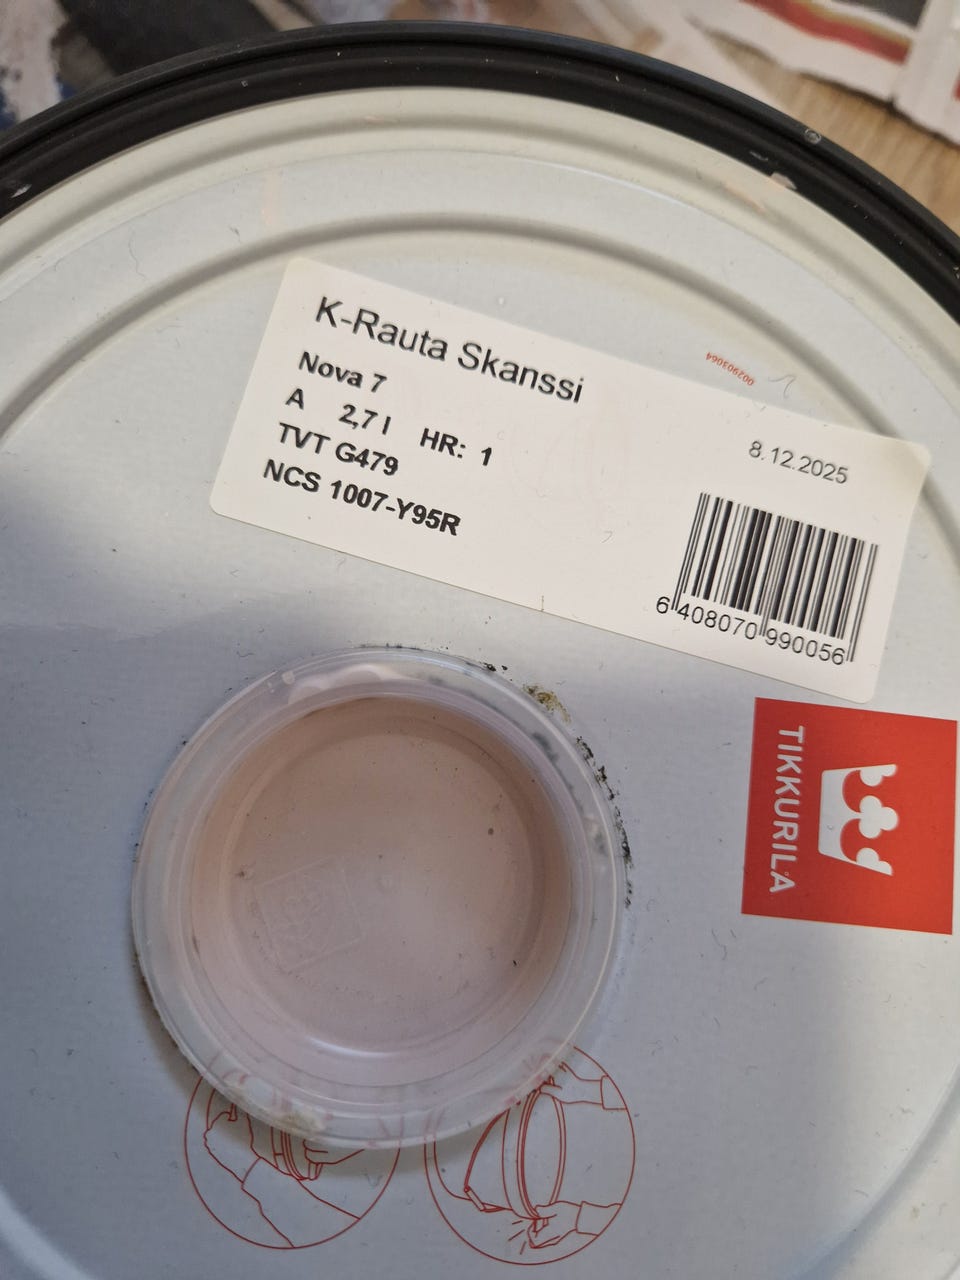 K-Rauta Skanssi
Nova 7
A 2,7 l HR: 1
TVT G479
NCS 1007-Y95R
8.12.2025
6 408070 990056
002903064
TIKKURILA